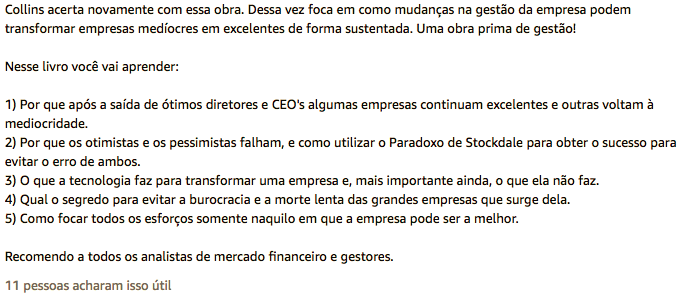 Collins acerta novamente com essa obra. Dessa vez foca em como mudanças na gestão da empresa podem
transformar empresas medíocres em excelentes de forma sustentada. Uma obra prima de gestão!
Nesse livro você vai aprender:
1) Por que após a saída de ótimos diretores e CEO's algumas empresas continuam excelentes e outras voltam à
mediocridade.
2) Por que os otimistas e os pessimistas falham, e como utilizar o Paradoxo de Stockdale para obter o sucesso para
evitar o erro de ambos.
3) O que a tecnologia faz para transformar uma empresa e, mais importante ainda, o que ela não faz.
4) Qual o segredo para evitar a burocracia e a morte lenta das grandes empresas que surge dela.
5) Como focar todos os esforços somente naquilo em que a empresa pode ser a melhor.
Recomendo a todos os analistas de mercado financeiro e gestores.
11 pessoas acharam isso útil